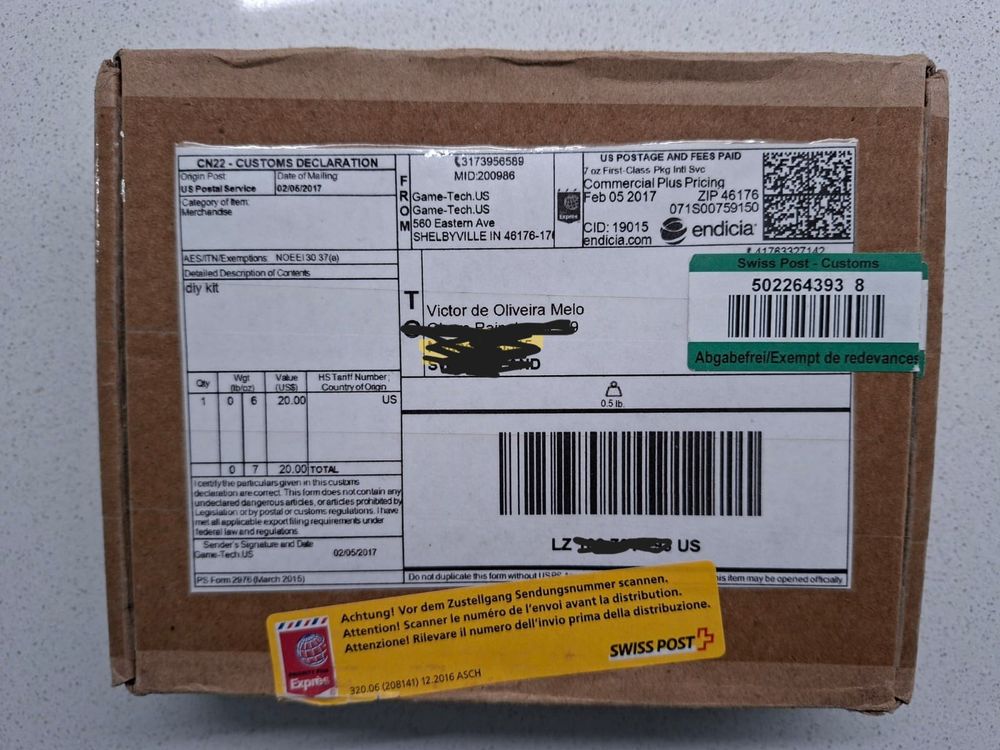 CN22 - CUSTOMS DECLARATION
Origin Post
US Postal Service
Date of Mailing
02/05/2017
Category of Item:
Merchandise
AES/ITN/Exemptions: NOEEI 30 37(a)
Detailed Description of Contents
diy kit
Qty
Wgt
(lb/oz)
Value
(US$)
HS Tariff Number;
Country of Origin
1 0 6 20.00 US
0 7 20.00 TOTAL
I certify the particulars given in this customs
declaration are correct. This form does not contain any
undeclared dangerous articles, or articles prohibited by
Legislation or by postal or customs regulations. I have
met all applicable export filing requirements under
federal law and regulations.
Sender's Signature and Date
Game-Tech.US 02/05/2017
PS Form 2976 (March 2015)
FROM
3173956589
MID:200986
Game-Tech.US
Game-Tech.US
560 Eastern Ave
SHELBYVILLE IN 46176-17
US POSTAGE AND FEES PAID
7 oz First-Class Pkg Intl Svc
Commercial Plus Pricing
Feb 05 2017 ZIP 46176
071S00759150
CID: 19015
endicia.com
endicia
Exprès
41763327142
TO
Victor de Oliveira Melo
Swiss Post - Customs
502264393 8
Abgabefrei/Exempt de redevances
0.5 lb.
LZ US
Do not duplicate this form without USPS
is item may be opened officially
Achtung! Vor dem Zustellgang Sendungsnummer scannen.
Attention! Scanner le numéro de l'envoi avant la distribution.
Attenzione! Rilevare il numero dell'invio prima della distribuzione.
SWISS POST
Exprès
320.06 (208141) 12.2016 ASCH